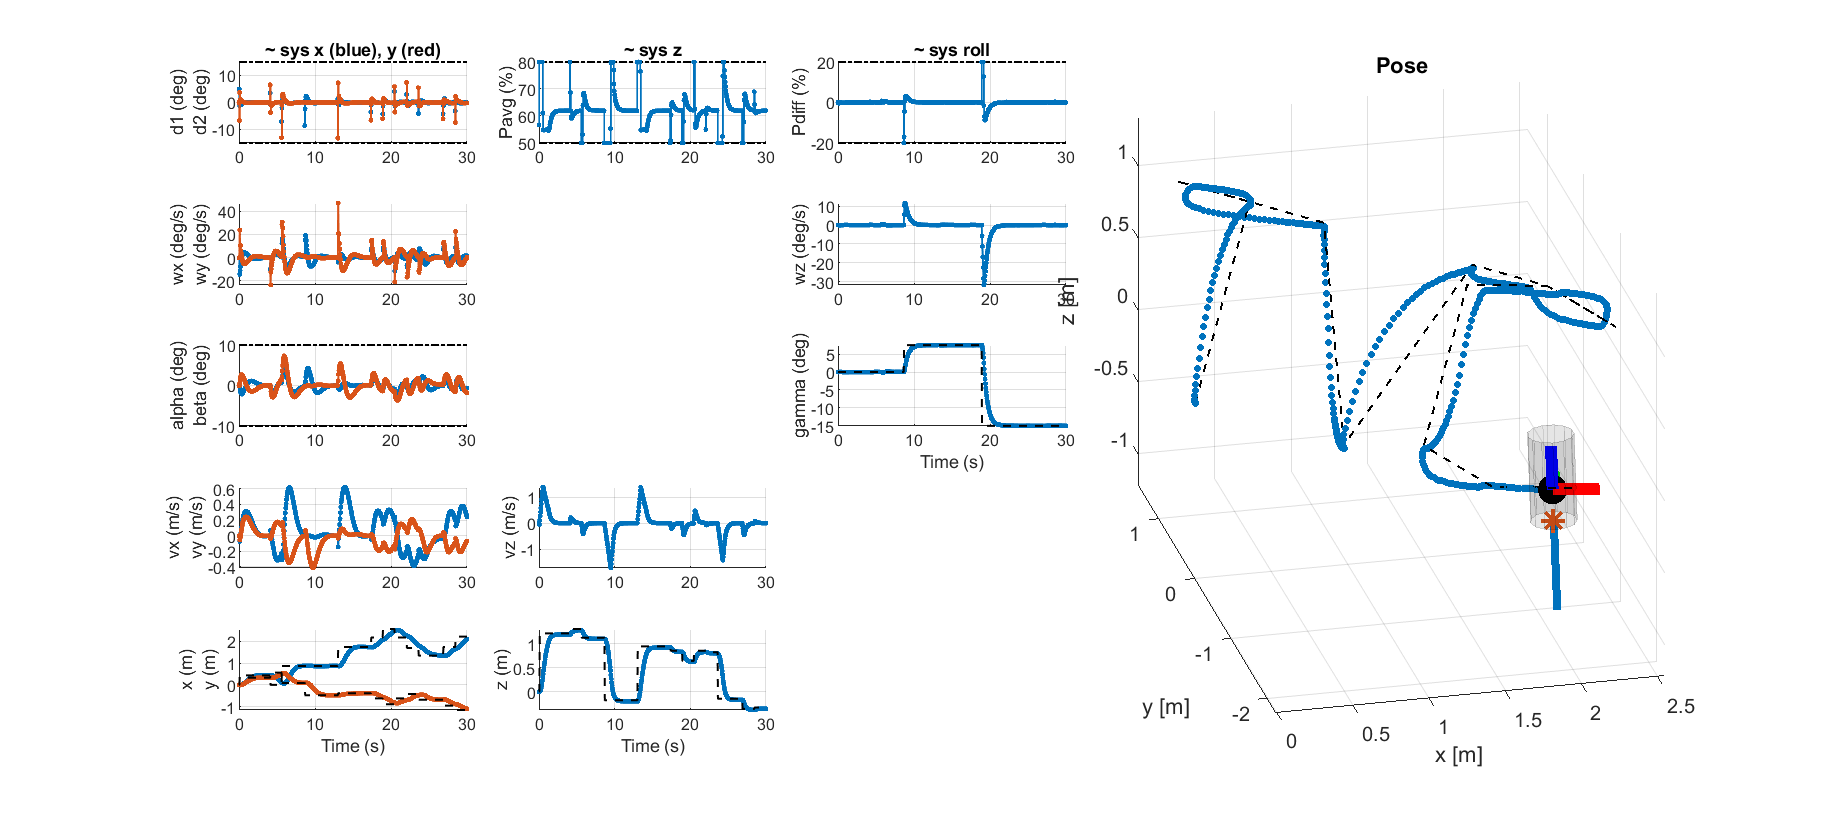 ~ sys x (blue), y (red)
d1 (deg)
d2 (deg)
10
0
-10
0 10 20 30
wx (deg/s)
wy (deg/s)
40
20
0
-20
0 10 20 30
alpha (deg)
beta (deg)
10
0
-10
0 10 20 30
vx (m/s)
vy (m/s)
0.6
0.4
0.2
0
-0.2
-0.4
0 10 20 30
x (m)
y (m)
2
1
0
-1
0 10 20 30
Time (s)
~ sys z
Pavg (%)
80
70
60
50
0 10 20 30
vz (m/s)
1
0
-1
0 10 20 30
z (m)
1
0.5
0
0 10 20 30
Time (s)
~ sys roll
Pdiff (%)
20
0
-20
0 10 20 30
wz (deg/s)
10
0
-10
-20
-30
0 10 20 30
gamma (deg)
5
0
-5
-10
-15
0 10 20 30
Time (s)
Pose
z [m]
1
0.5
0
-0.5
-1
y [m]
1
0
-1
-2
x [m]
0
0.5
1
1.5
2
2.5